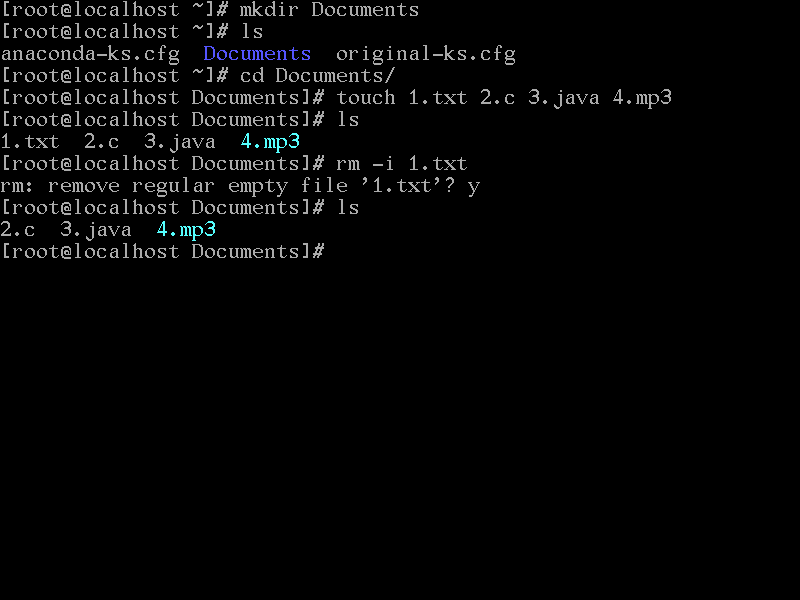 [root@localhost ~]# mkdir Documents
[root@localhost ~]# ls
anaconda-ks.cfg  Documents  original-ks.cfg
[root@localhost ~]# cd Documents/
[root@localhost Documents]# touch 1.txt 2.c 3.java 4.mp3
[root@localhost Documents]# ls
1.txt  2.c  3.java  4.mp3
[root@localhost Documents]# rm -i 1.txt
rm: remove regular empty file ’1.txt’? y
[root@localhost Documents]# ls
2.c  3.java  4.mp3
[root@localhost Documents]#